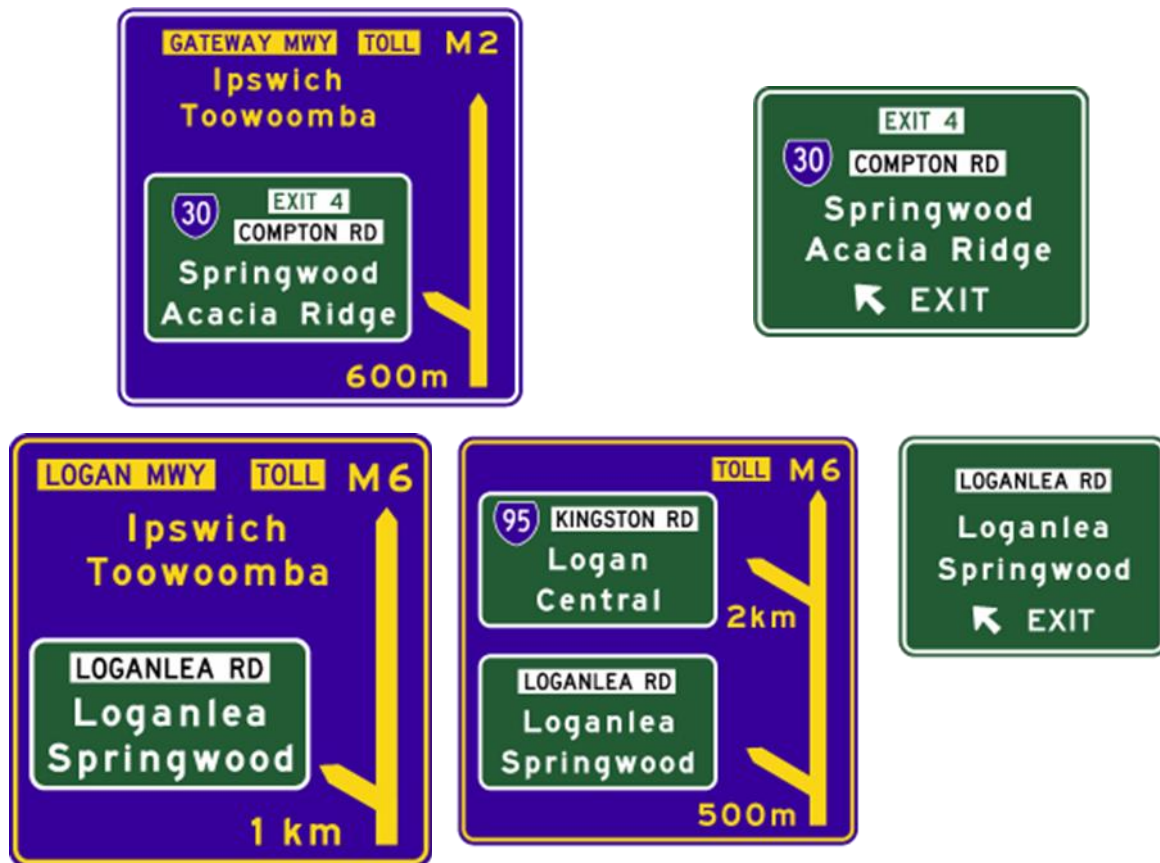 GATEWAY MWY TOLL M2
Ipswich
Toowoomba
30 EXIT 4
COMPTON RD
Springwood
Acacia Ridge
600m
EXIT 4
30 COMPTON RD
Springwood
Acacia Ridge
EXIT
LOGAN MWY TOLL M6
Ipswich
Toowoomba
LOGANLEA RD
Loganlea
Springwood
1 km
TOLL M6
95 KINGSTON RD
Logan
Central
2km
LOGANLEA RD
Loganlea
Springwood
500m
LOGANLEA RD
Loganlea
Springwood
EXIT